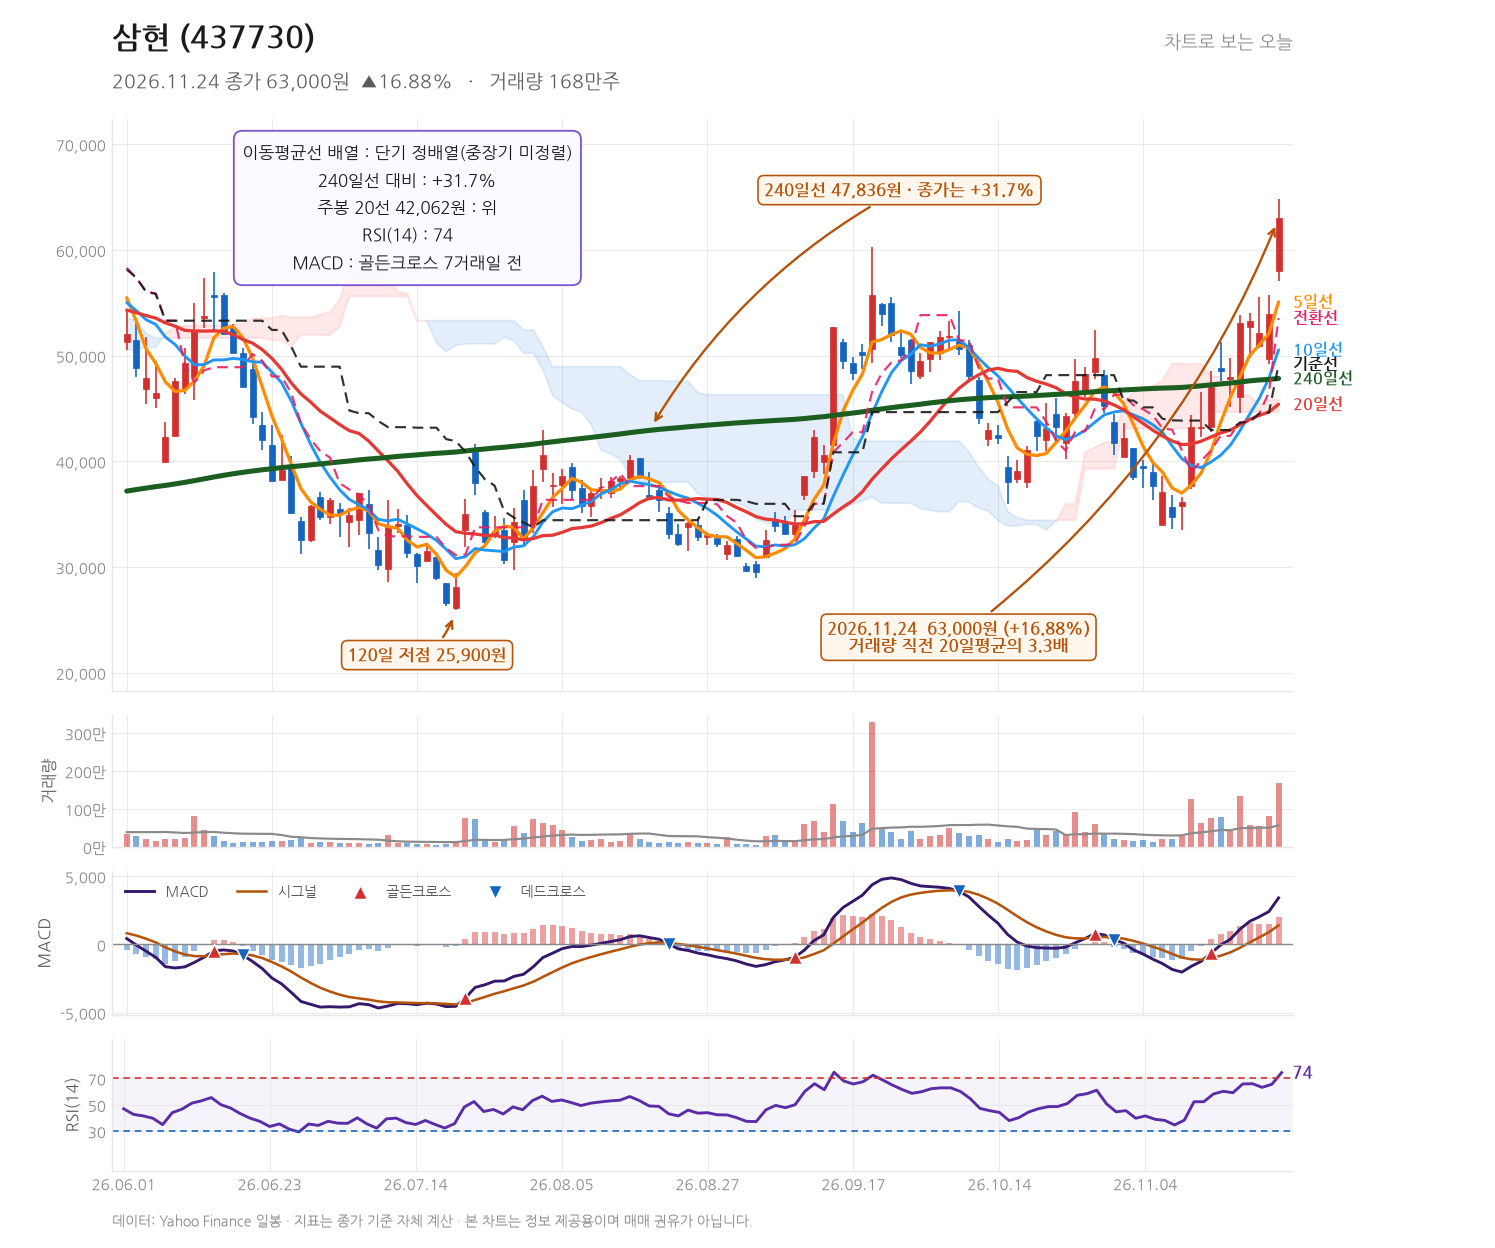 삼현 (437730)
차트로 보는 오늘
2026.11.24 종가 63,000원 ▲16.88% · 거래량 168만주
70,000
60,000
50,000
40,000
30,000
20,000
이동평균선 배열 : 단기 정배열(중장기 미정렬)
240일선 대비 : +31.7%
주봉 20선 42,062원 : 위
RSI(14) : 74
MACD : 골든크로스 7거래일 전
240일선 47,836원 · 종가는 +31.7%
120일 저점 25,900원
2026.11.24 63,000원 (+16.88%)
거래량 직전 20일평균의 3.3배
5일선
전환선
10일선
기준선
240일선
20일선
거래량
300만
200만
100만
0만
MACD
5,000
0
-5,000
MACD
시그널
골든크로스
데드크로스
RSI(14)
70
50
30
74
26.06.01
26.06.23
26.07.14
26.08.05
26.08.27
26.09.17
26.10.14
26.11.04
데이터: Yahoo Finance 일봉 · 지표는 종가 기준 자체 계산 · 본 차트는 정보 제공용이며 매매 권유가 아닙니다.